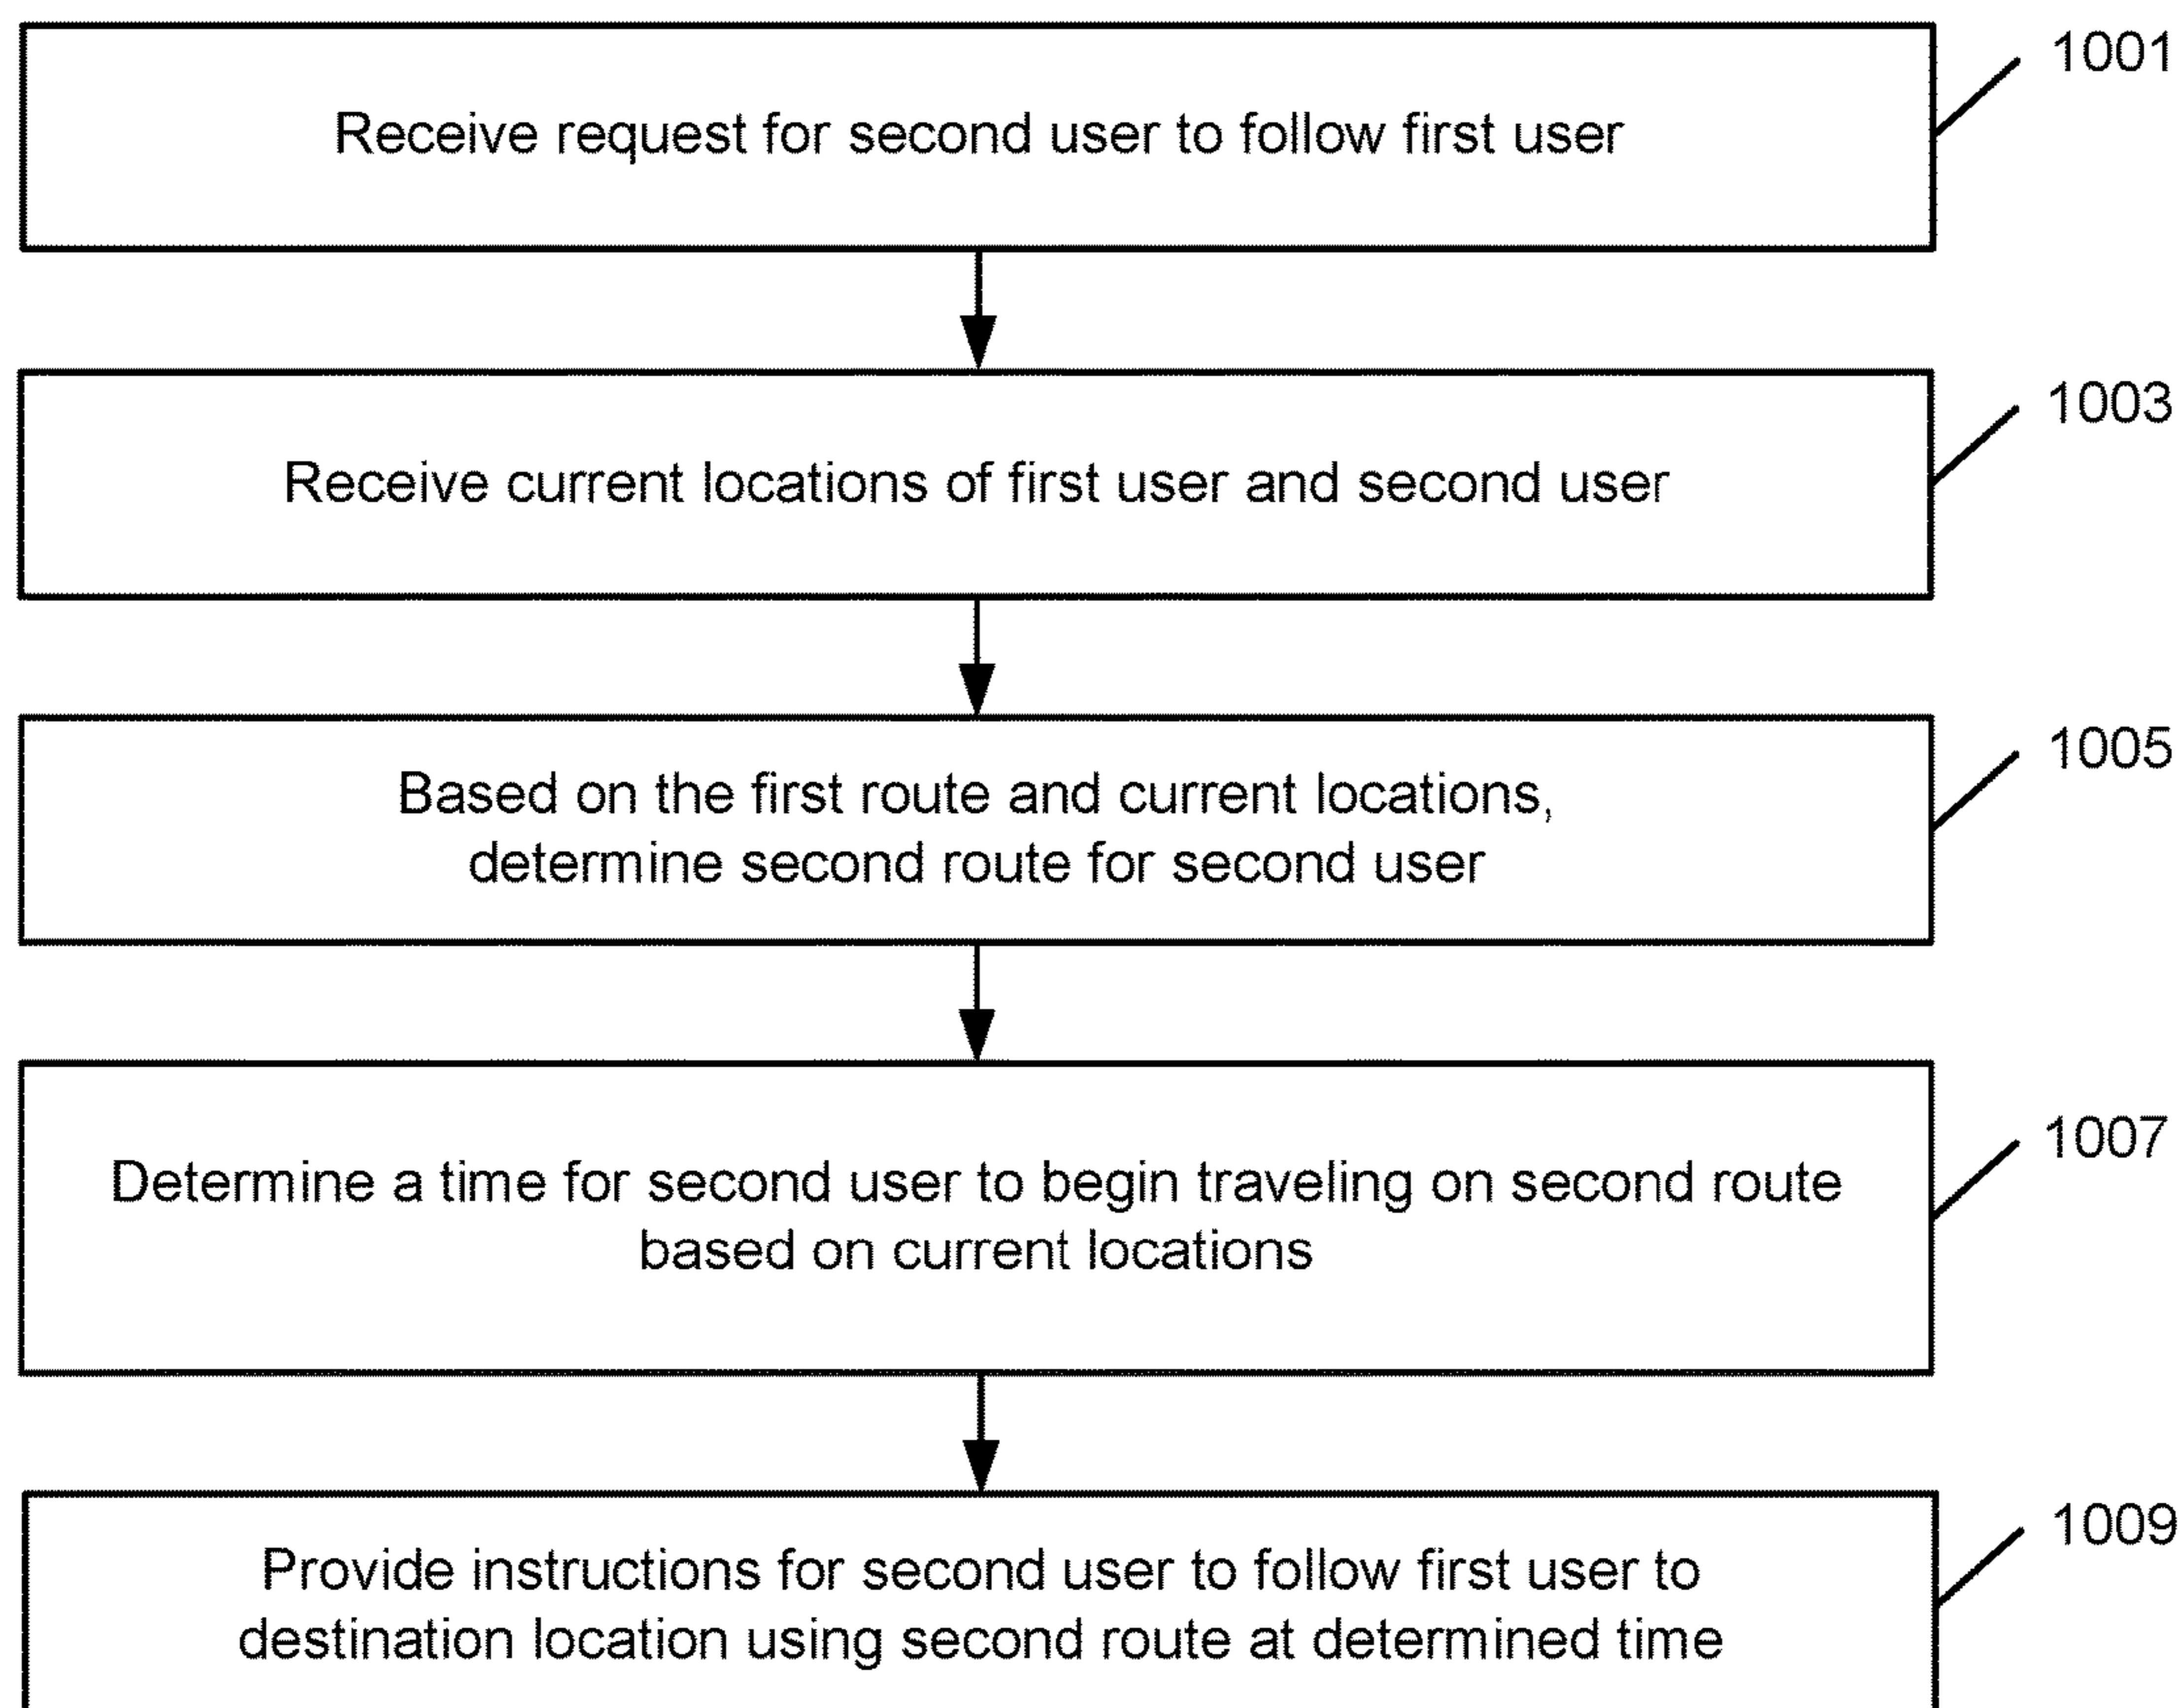 1001
Receive request for second user to follow first user
1003
Receive current locations of first user and second user
1005
Based on the first route and current locations,
determine second route for second user
1007
Determine a time for second user to begin traveling on second route
based on current locations
1009
Provide instructions for second user to follow first user to
destination location using second route at determined time